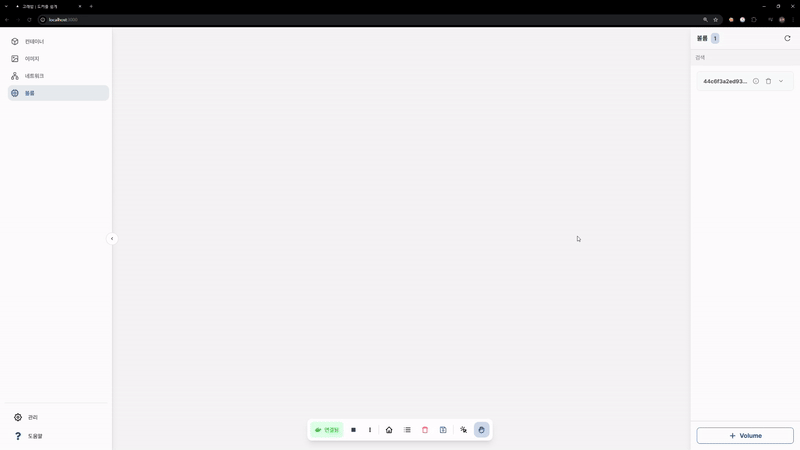 고래밥 | 도커를 쉽게
localhost:3000
컨테이너
이미지
네트워크
볼륨
관리
도움말
연결됨
볼륨 1
검색
44c6f3a2ed93...
Volume